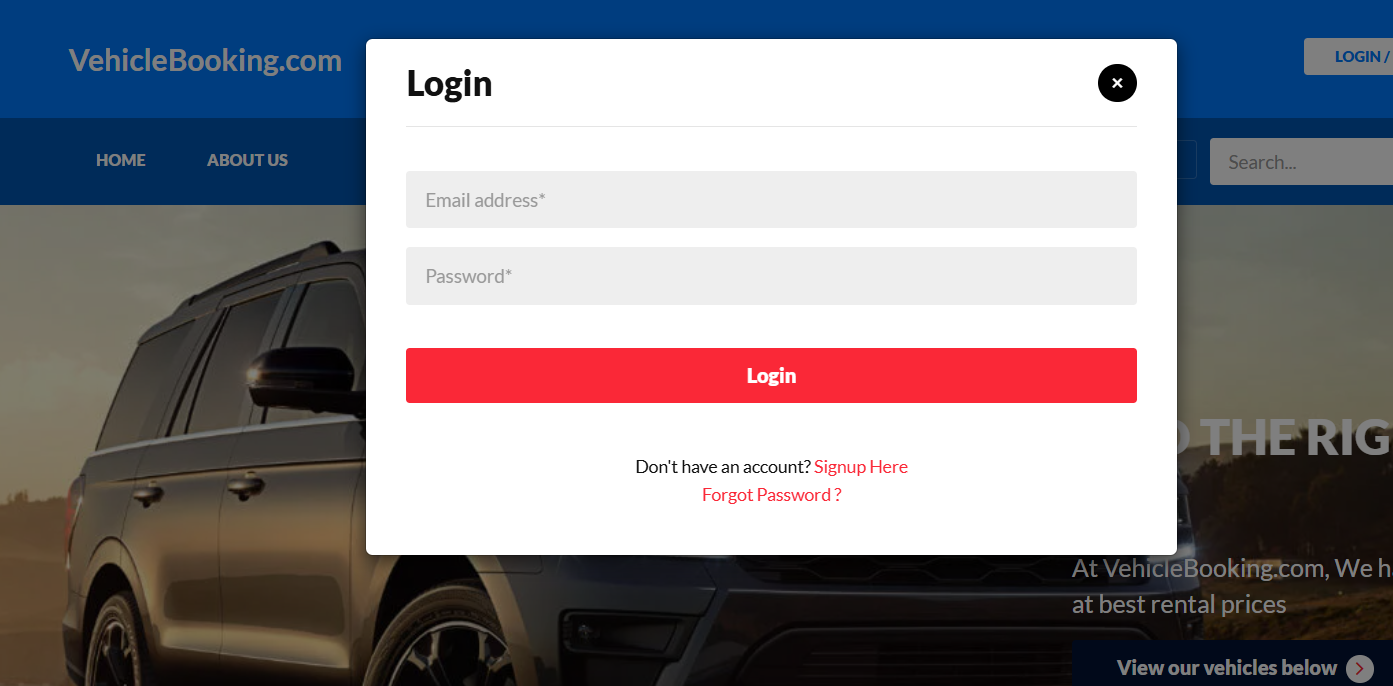 VehicleBooking.com
LOGIN /
HOME
ABOUT US
Search...
Login
×
Email address*
Password*
Login
Don't have an account? Signup Here
Forgot Password ?
THE RIG
At VehicleBooking.com, We h
at best rental prices
View our vehicles below